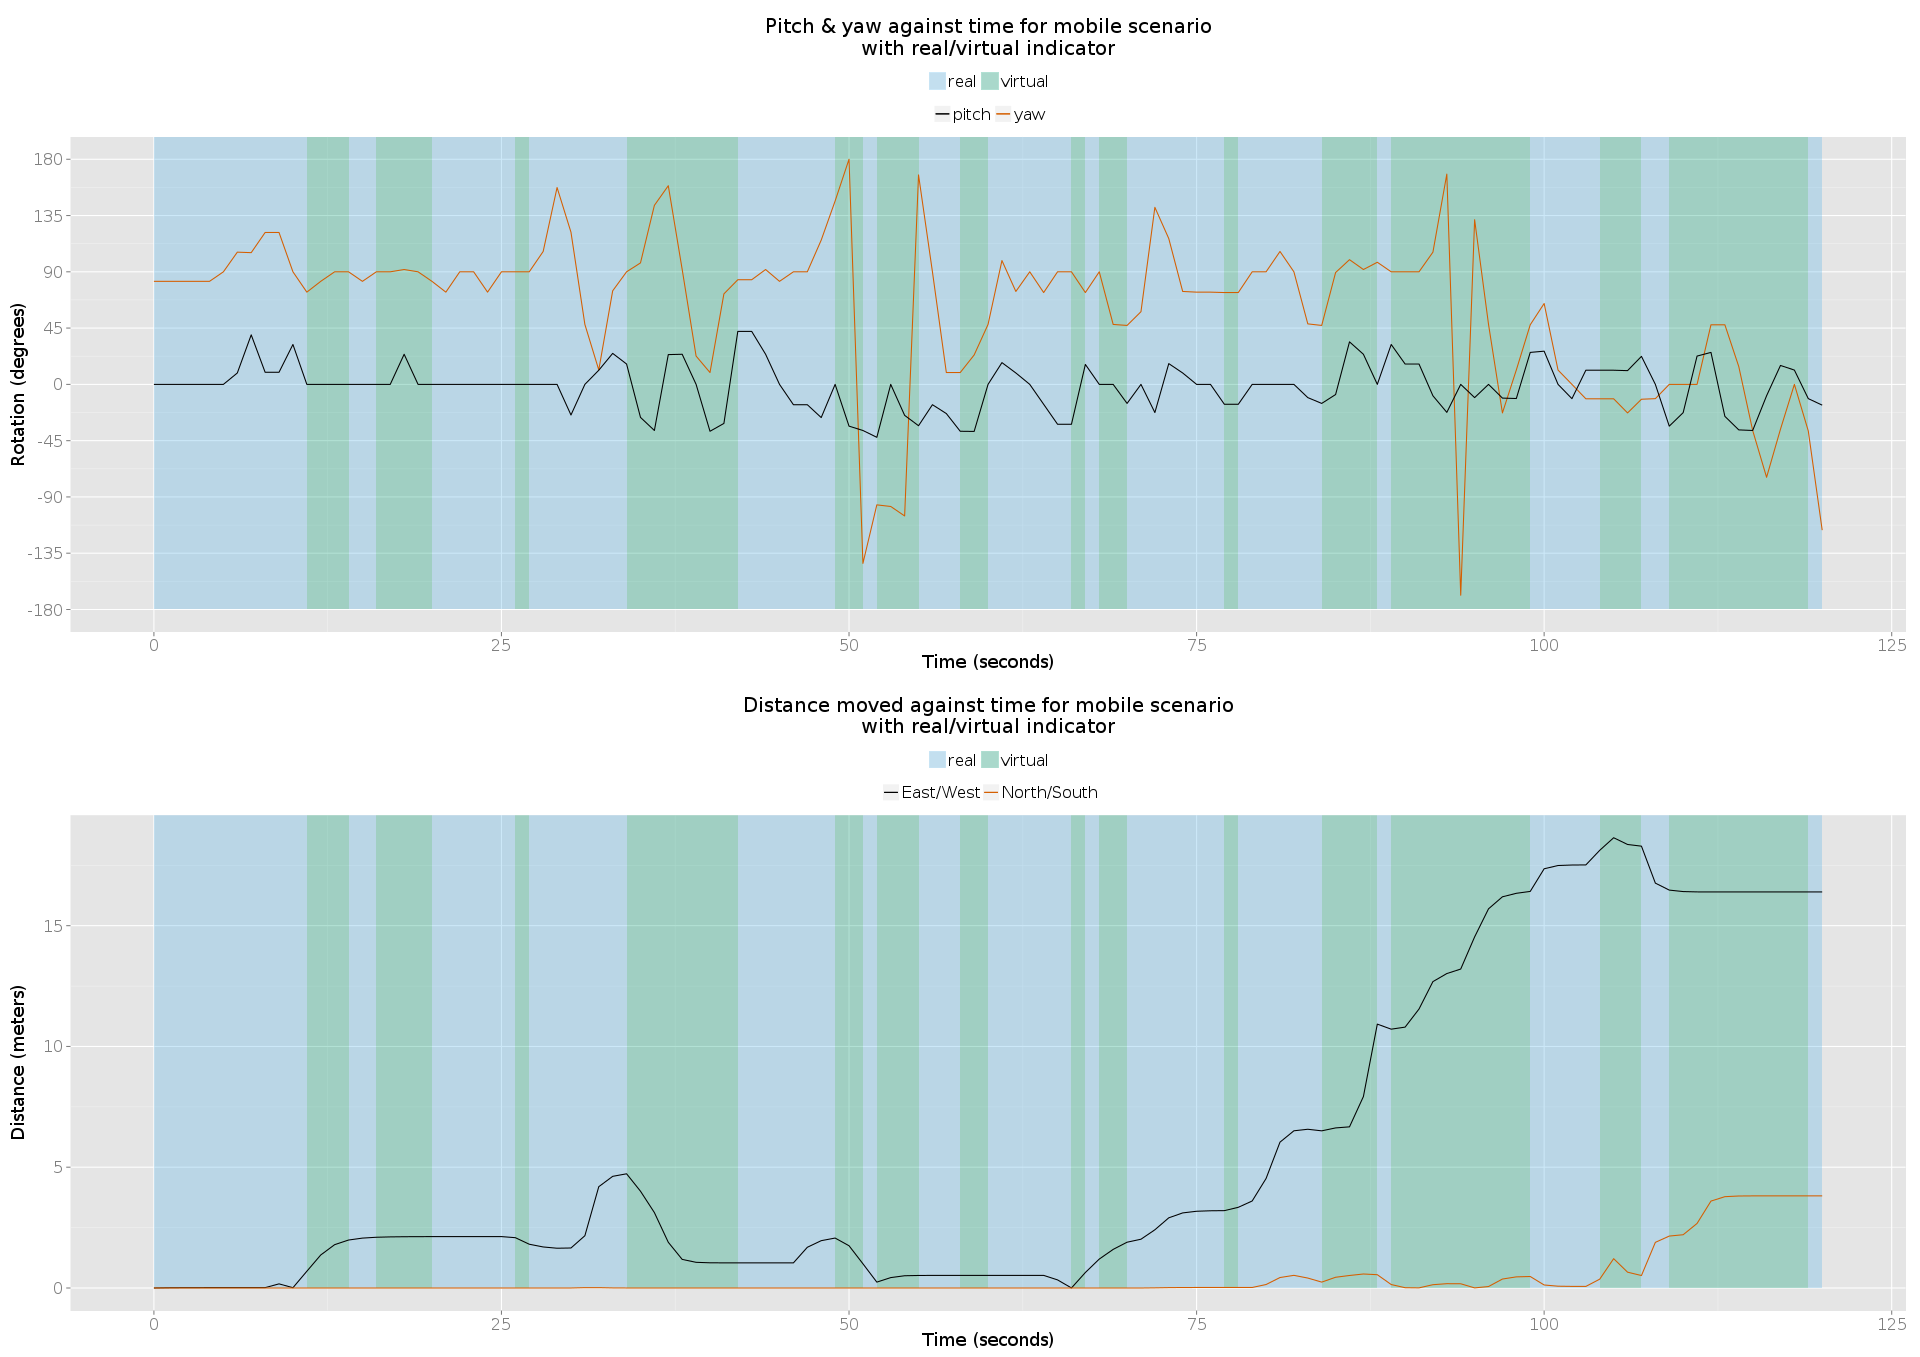 Pitch & yaw against time for mobile scenario
with real/virtual indicator
real virtual
pitch yaw
180
135
90
45
0
-45
-90
-135
-180
Rotation (degrees)
0 25 50 75 100 125
Time (seconds)
Distance moved against time for mobile scenario
with real/virtual indicator
real virtual
East/West North/South
15
10
5
0
Distance (meters)
0 25 50 75 100 125
Time (seconds)